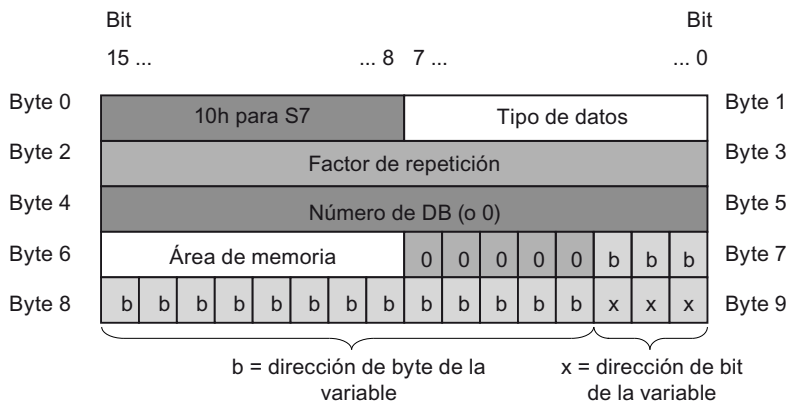 Bit Bit
15 ... ... 8 7 ... ... 0
Byte 0 10h para S7 Tipo de datos Byte 1
Byte 2 Factor de repetición Byte 3
Byte 4 Número de DB (o 0) Byte 5
Byte 6 Área de memoria 0 0 0 0 0 b b b Byte 7
Byte 8 b b b b b b b b b b b b b x x x Byte 9
b = dirección de byte de la
variable
x = dirección de bit
de la variable